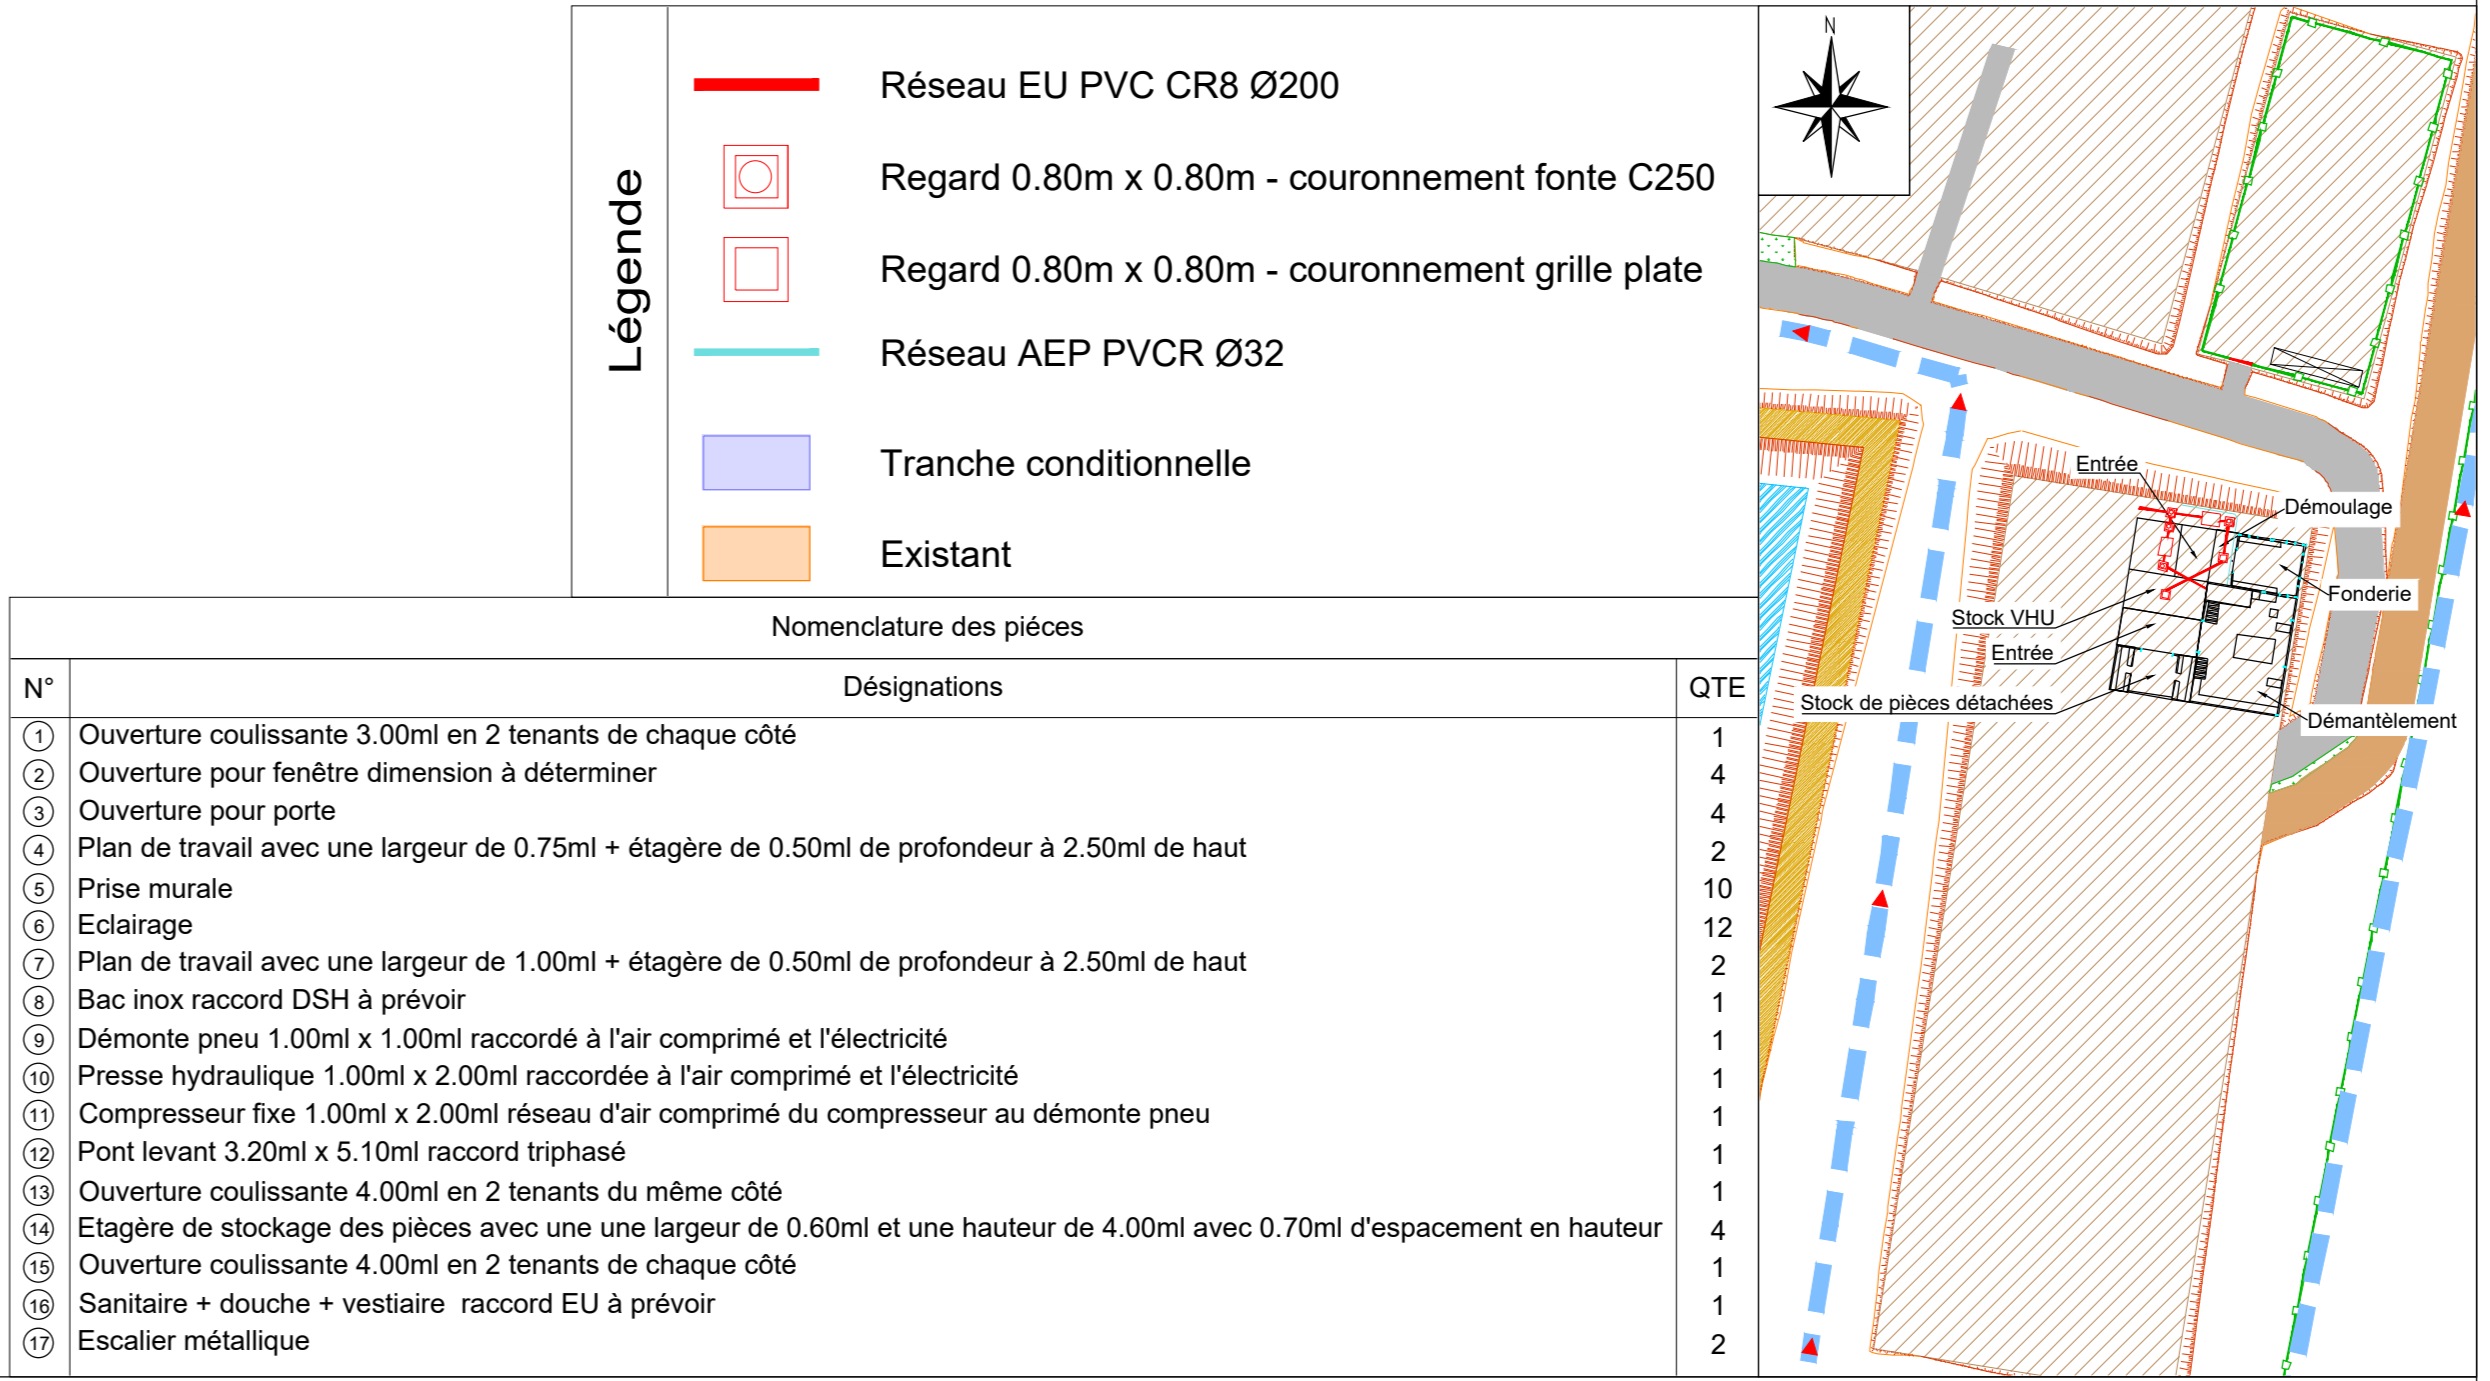 Légende
Réseau EU PVC CR8 Ø200
Regard 0.80m x 0.80m - couronnement fonte C250
Regard 0.80m x 0.80m - couronnement grille plate
Réseau AEP PVCR Ø32
Tranche conditionnelle
Existant
Nomenclature des piéces
N° Désignations QTE
1 Ouverture coulissante 3.00ml en 2 tenants de chaque côté 1
2 Ouverture pour fenêtre dimension à déterminer 4
3 Ouverture pour porte 4
4 Plan de travail avec une largeur de 0.75ml + étagère de 0.50ml de profondeur à 2.50ml de haut 2
5 Prise murale 10
6 Eclairage 12
7 Plan de travail avec une largeur de 1.00ml + étagère de 0.50ml de profondeur à 2.50ml de haut 2
8 Bac inox raccord DSH à prévoir 1
9 Démonte pneu 1.00ml x 1.00ml raccordé à l'air comprimé et l'électricité 1
10 Presse hydraulique 1.00ml x 2.00ml raccordée à l'air comprimé et l'électricité 1
11 Compresseur fixe 1.00ml x 2.00ml réseau d'air comprimé du compresseur au démonte pneu 1
12 Pont levant 3.20ml x 5.10ml raccord triphasé 1
13 Ouverture coulissante 4.00ml en 2 tenants du même côté 1
14 Etagère de stockage des pièces avec une une largeur de 0.60ml et une hauteur de 4.00ml avec 0.70ml d'espacement en hauteur 4
15 Ouverture coulissante 4.00ml en 2 tenants de chaque côté 1
16 Sanitaire + douche + vestiaire raccord EU à prévoir 1
17 Escalier métallique 2
N
Entrée
Démoulage
Fonderie
Stock VHU
Entrée
Stock de pièces détachées
Démantèlement